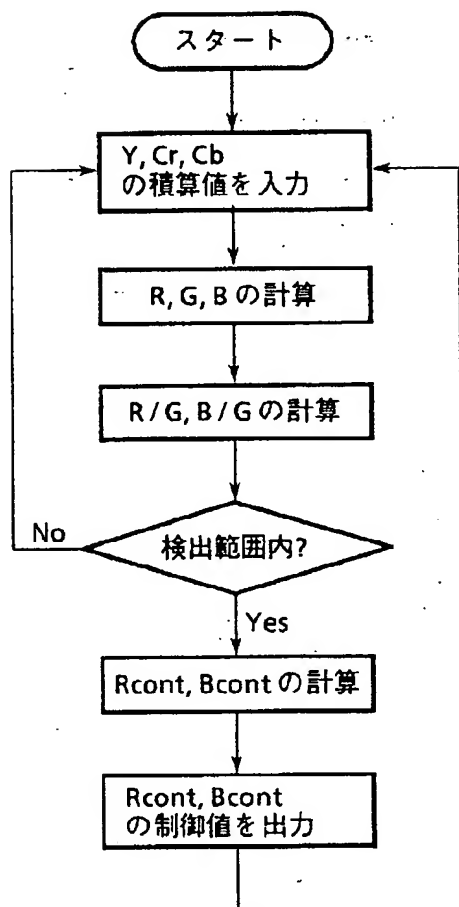 スタート
Y, Cr, Cb
の積算値を入力
R, G, B の計算
R / G, B / G の計算
検出範囲内?
No
Yes
Rcont, Bcont の計算
Rcont, Bcont
の制御値を出力